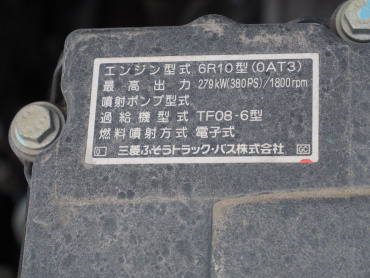 エンジン型式 6R10型(0AT3)
最高出力 279kW(380PS)/1800rpm
噴射ポンプ型式
過給機型式 TF08-6型
燃料噴射方式 電子式
三菱ふそうトラック・バス株式会社